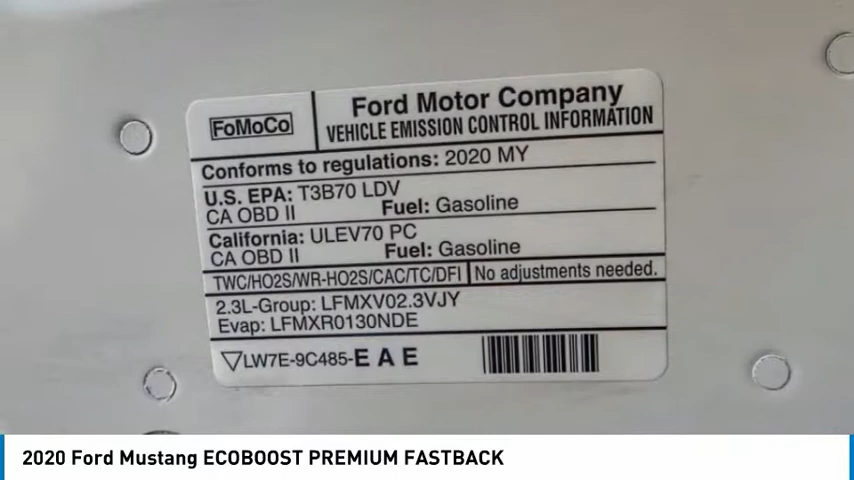 FoMoCo
Ford Motor Company
VEHICLE EMISSION CONTROL INFORMATION
Conforms to regulations: 2020 MY
U.S. EPA: T3B70 LDV
CA OBD II Fuel: Gasoline
California: ULEV70 PC
CA OBD II Fuel: Gasoline
TWC/HO2S/WR-HO2S/CAC/TC/DFI No adjustments needed.
2.3L-Group: LFMXV02.3VJY
Evap: LFMXR0130NDE
LW7E-9C485-E A E
2020 Ford Mustang ECOBOOST PREMIUM FASTBACK